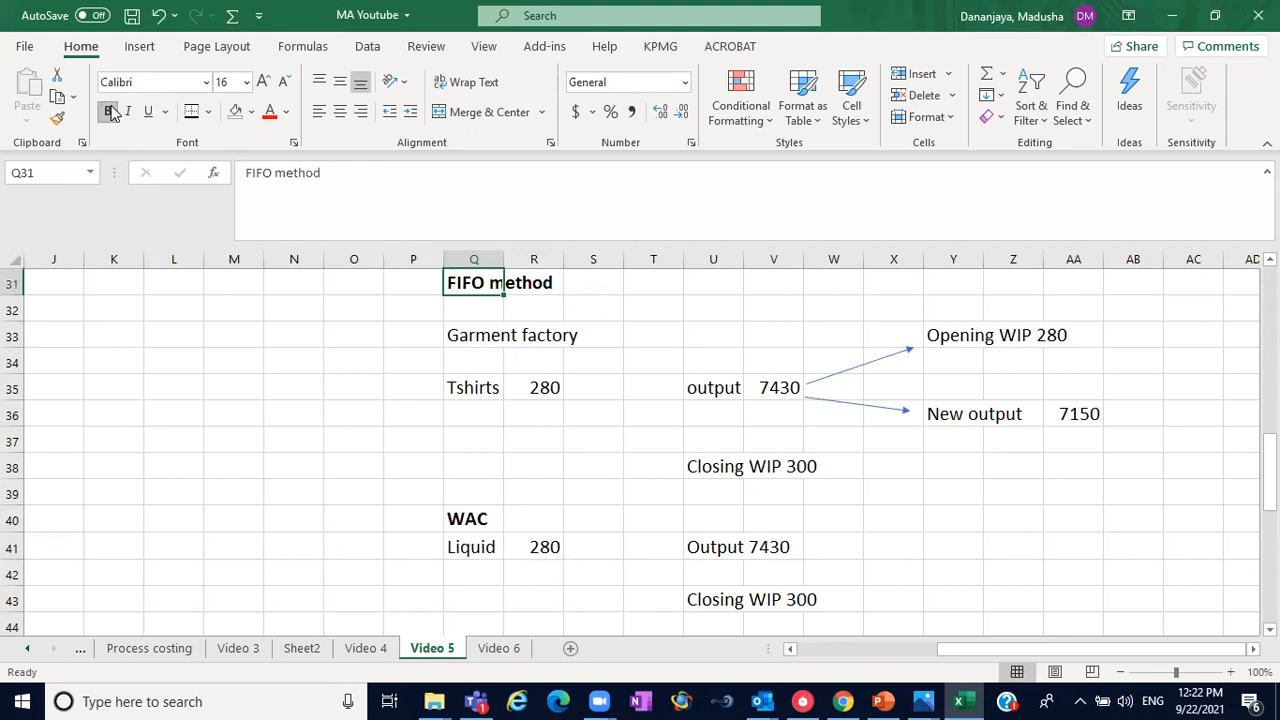 AutoSave Off
MA Youtube
Search
Dananjaya, Madusha DM
File Home Insert Page Layout Formulas Data Review View Add-ins Help KPMG ACROBAT Share Comments
Paste
Clipboard
Calibri 16
B I U A
Font
Wrap Text
Merge & Center
Alignment
General
$ % ,
Number
Conditional Formatting
Format as Table
Cell Styles
Styles
Insert
Delete
Format
Cells
Sort & Filter
Find & Select
Editing
Ideas
Ideas
Sensitivity
Sensitivity
Q31 fx FIFO method
J K L M N O P Q R S T U V W X Y Z AA AB AC AD
31 FIFO method
32
33 Garment factory Opening WIP 280
34
35 Tshirts 280 output 7430
36 New output 7150
37
38 Closing WIP 300
39
40 WAC
41 Liquid 280 Output 7430
42
43 Closing WIP 300
44
... Process costing Video 3 Sheet2 Video 4 Video 5 Video 6
Ready 100%
Type here to search
ENG
12:22 PM
9/22/2021
6